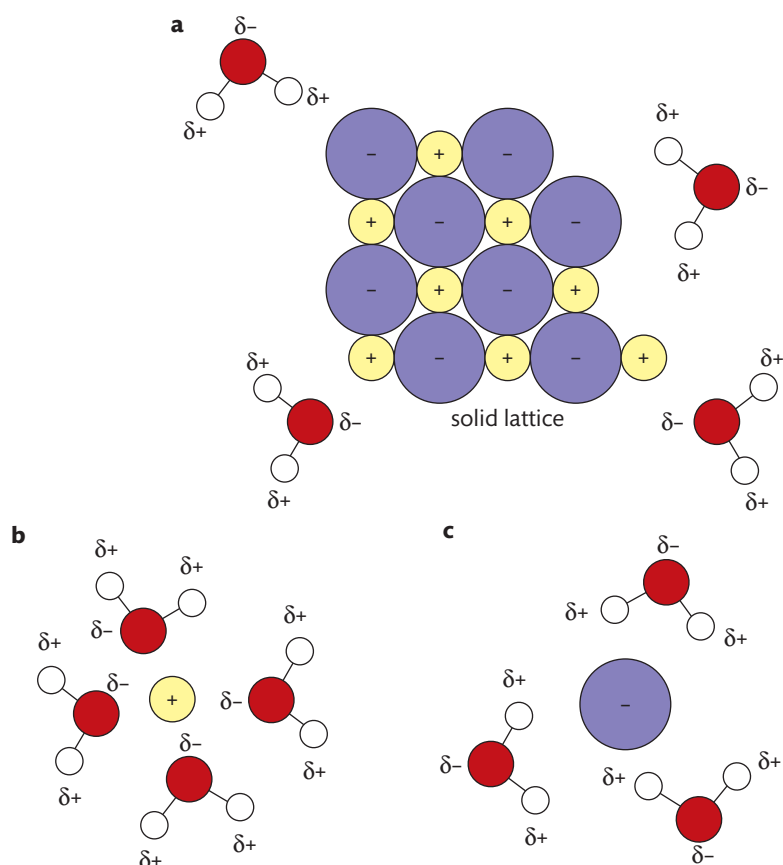 a
δ–
δ+
δ+
δ+
δ–
δ+
– + –
+ – + –
– + – +
+ – + – +
δ+
δ–
δ+
δ+
δ–
δ+
solid lattice
b
δ+
δ+
δ–
δ+
δ–
δ+
+
δ+
δ–
δ+
δ–
δ+
δ+
c
δ–
δ+
δ+
–
δ+
δ–
δ+
δ+
δ+
δ–